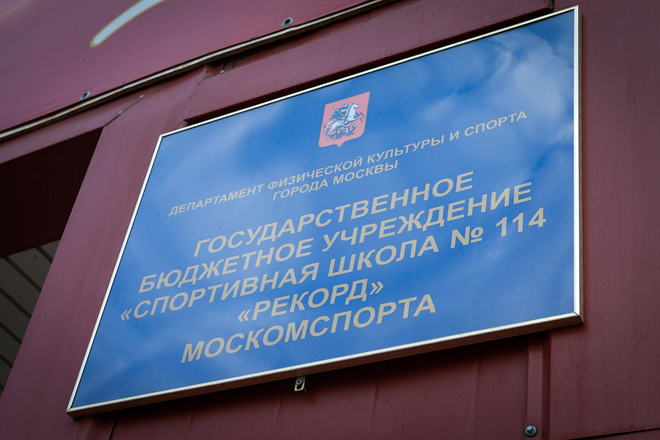 ДЕПАРТАМЕНТ ФИЗИЧЕСКОЙ КУЛЬТУРЫ И СПОРТА
ГОРОДА МОСКВЫ
ГОСУДАРСТВЕННОЕ
БЮДЖЕТНОЕ УЧРЕЖДЕНИЕ
«СПОРТИВНАЯ ШКОЛА № 114
«РЕКОРД»
МОСКОМСПОРТА